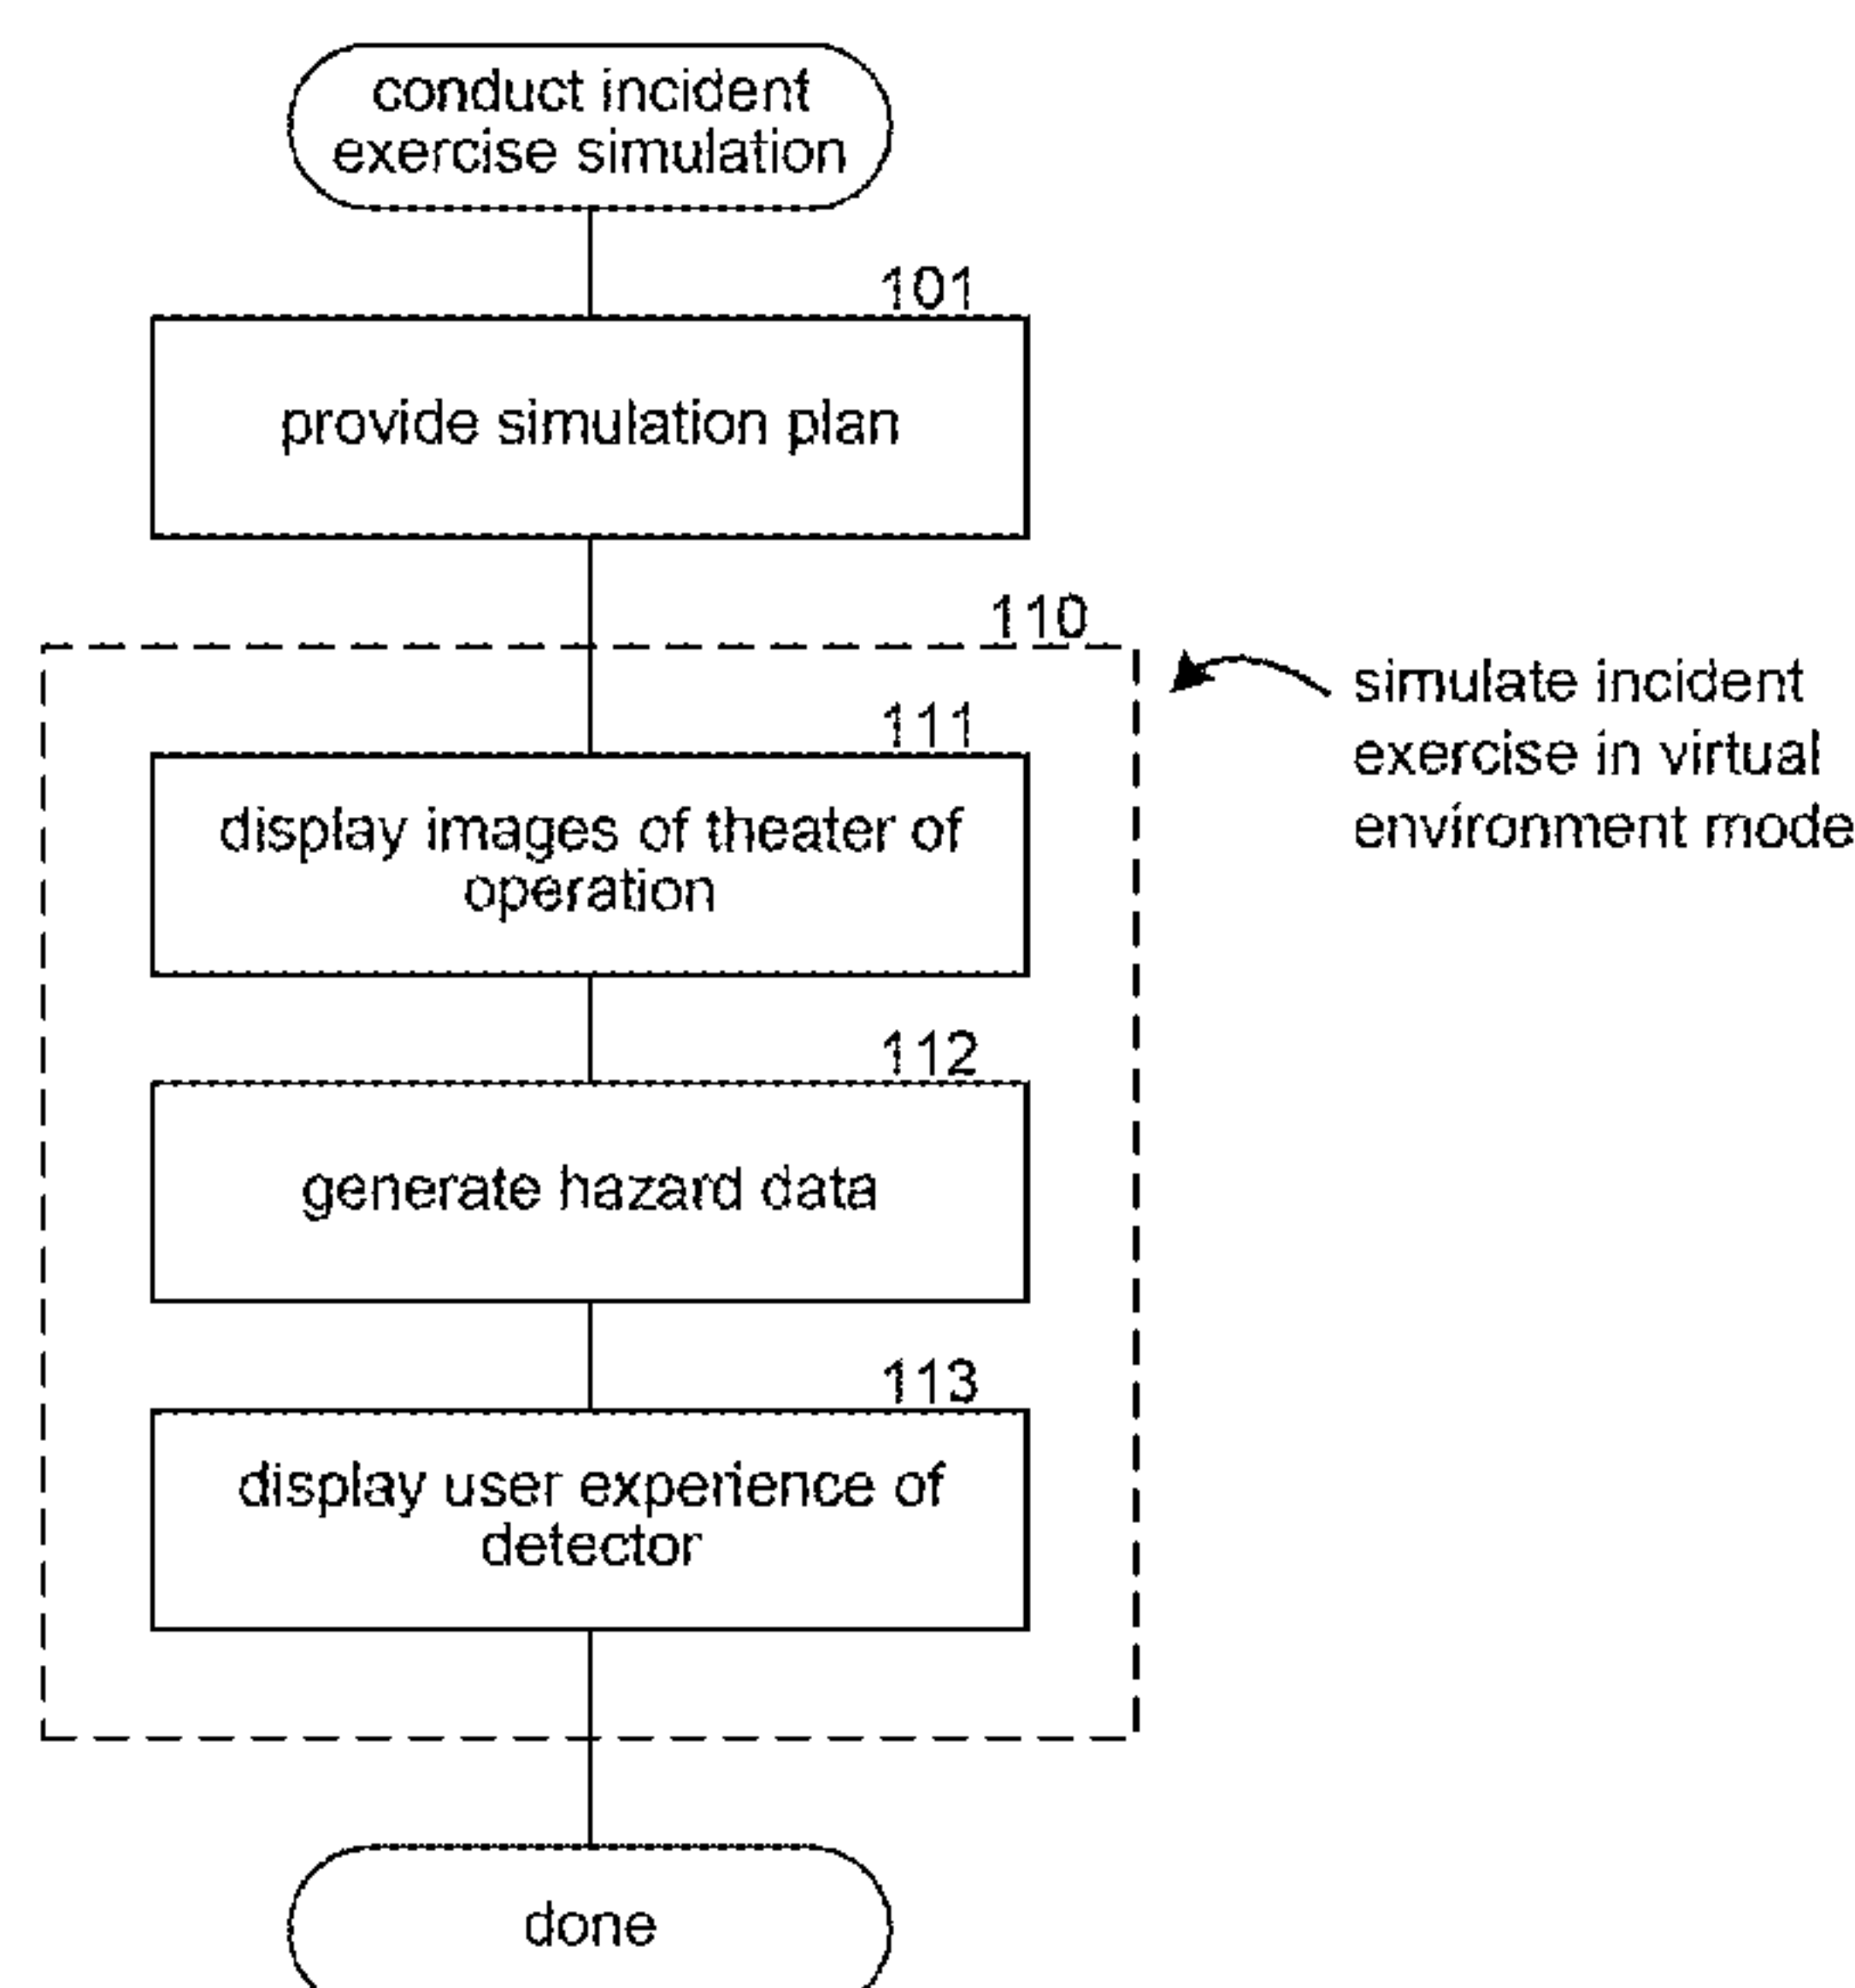 conduct incident
exercise simulation
101
provide simulation plan
110
simulate incident
exercise in virtual
environment mode
111
display images of theater of
operation
112
generate hazard data
113
display user experience of
detector
done